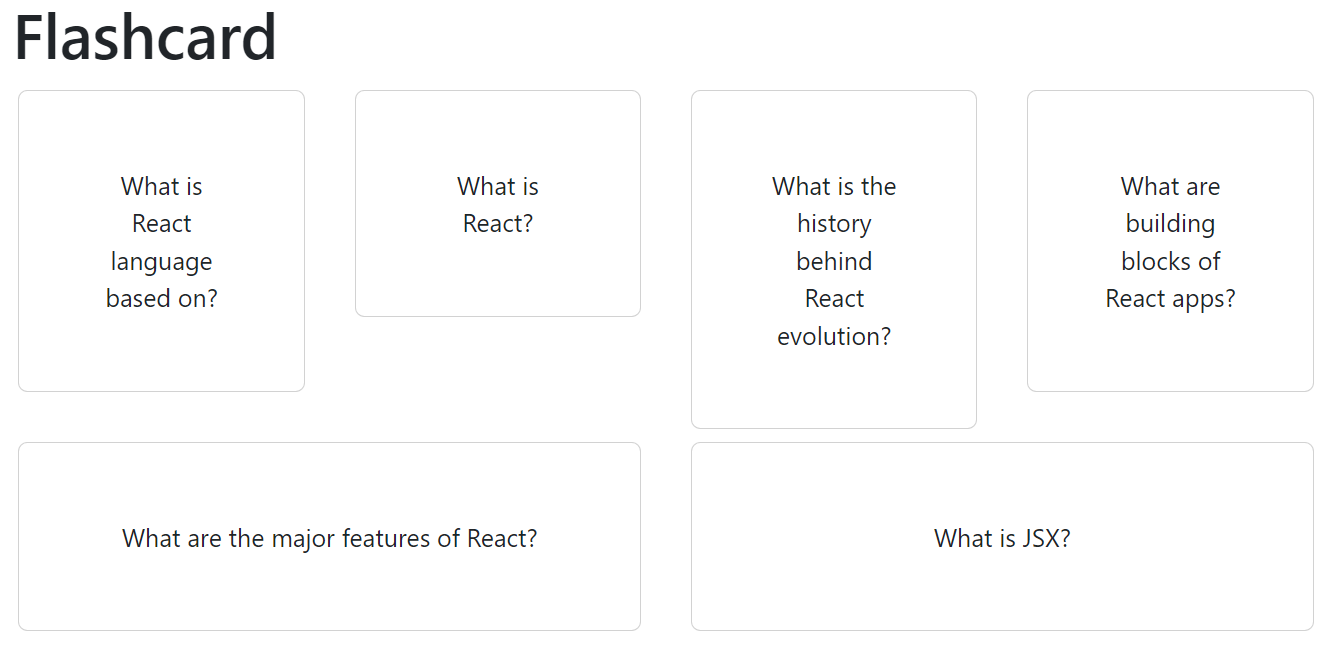 Flashcard
What is
React
language
based on?
What is
React?
What is the
history
behind
React
evolution?
What are
building
blocks of
React apps?
What are the major features of React?
What is JSX?